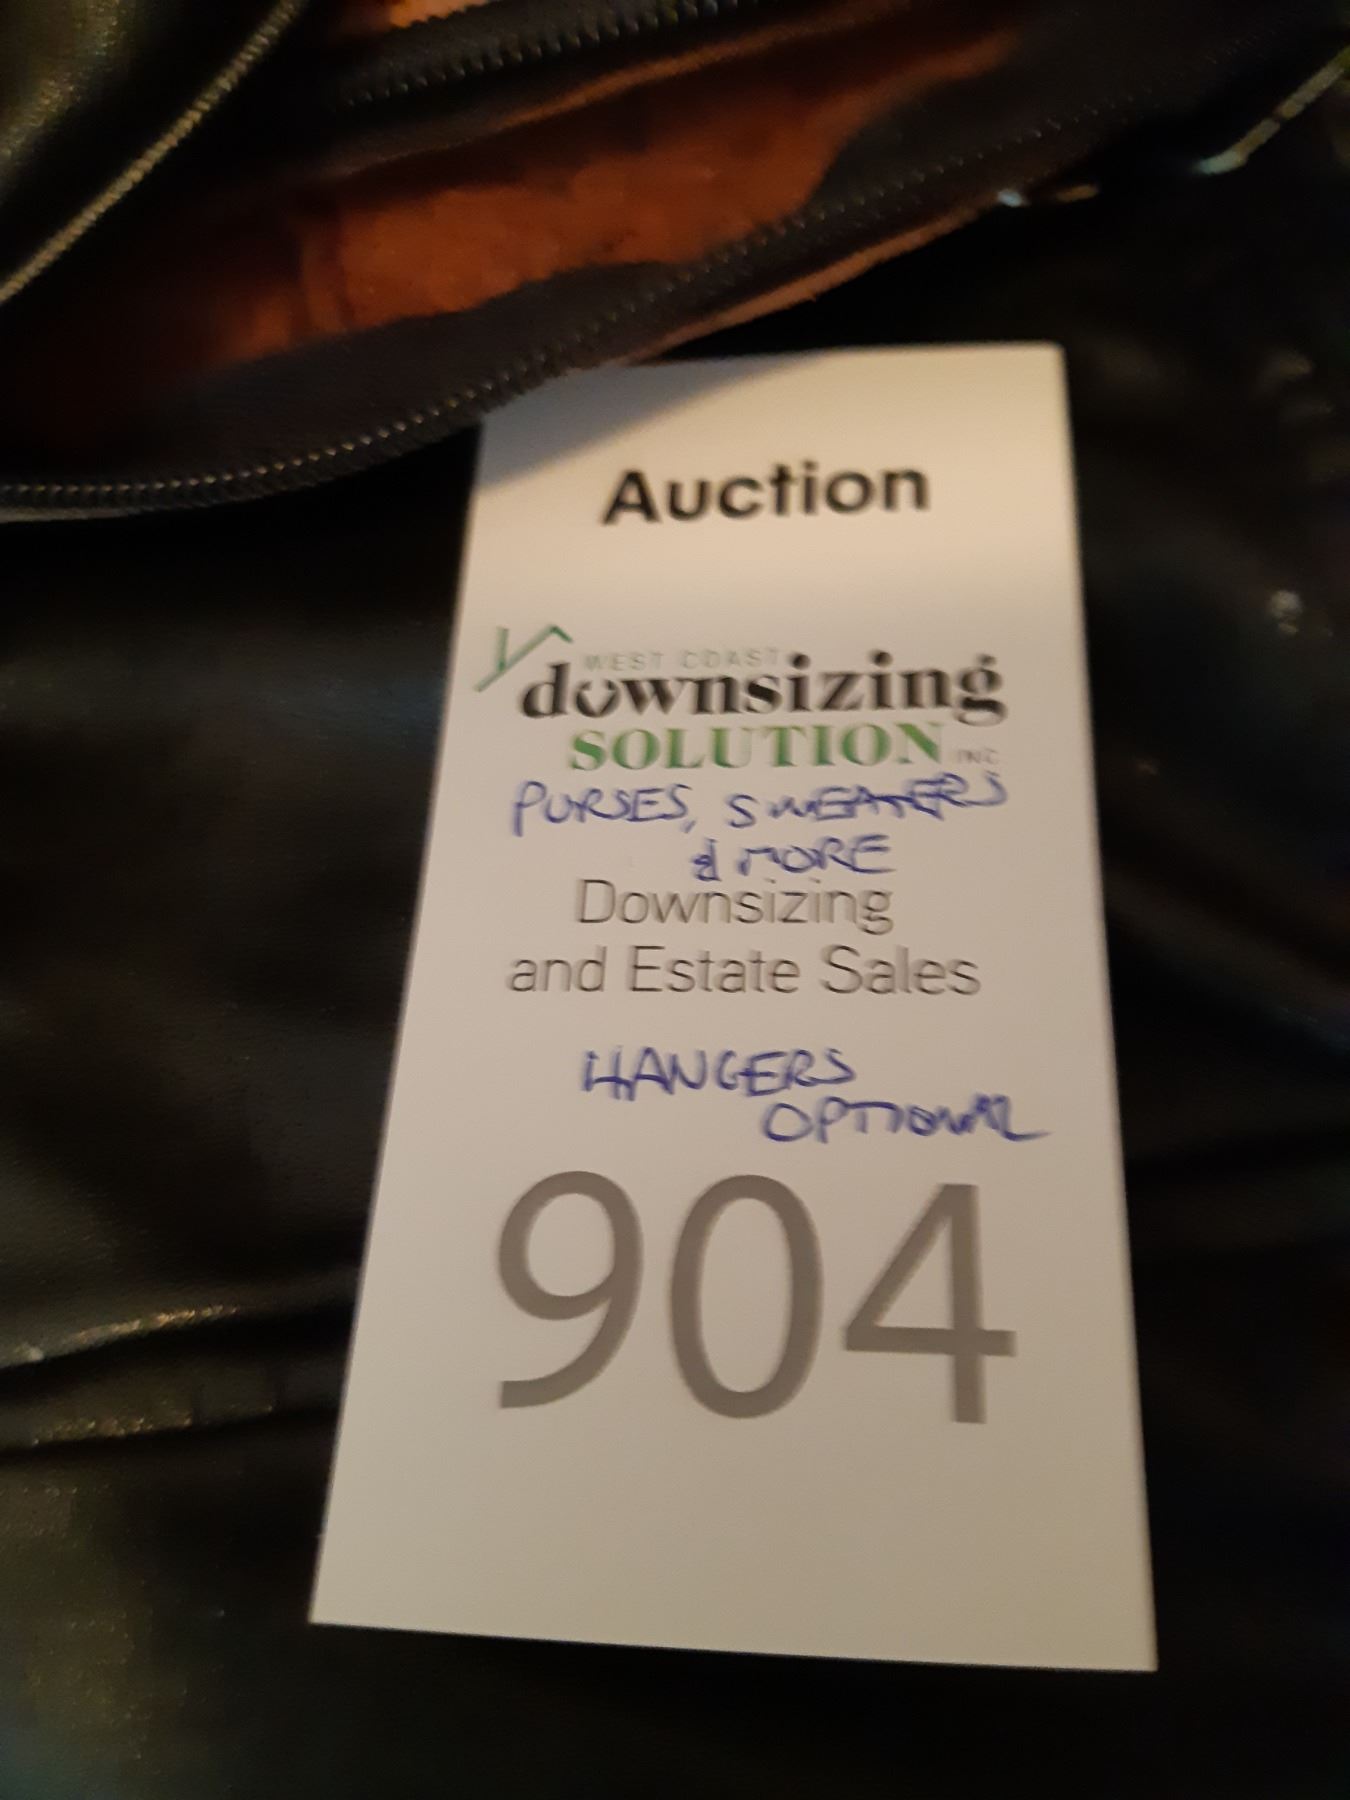 Auction
WEST COAST
downsizing
SOLUTION INC
PURSES, SWEATERS
& MORE
Downsizing
and Estate Sales
HANGERS
OPTIONAL
904